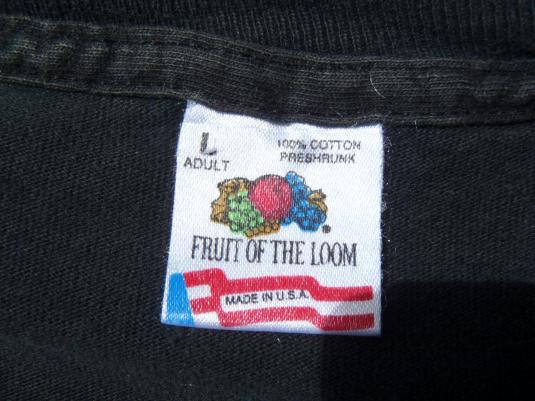 L
ADULT
100% COTTON
PRESHRUNK
FRUIT OF THE LOOM
MADE IN U.S.A.